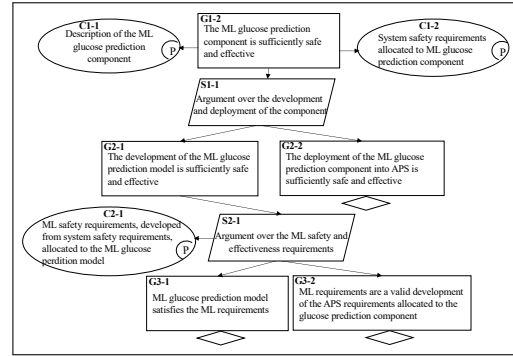 C1-1
Description of the ML
glucose prediction
component
P
G1-2
The ML glucose prediction
component is sufficiently safe
and effective
C1-2
System safety requirements
allocated to ML glucose
prediction component
P
S1-1
Argument over the development
and deployment of the component
G2-1
The development of the ML glucose
prediction model is sufficiently safe
and effective
G2-2
The deployment of the ML glucose
prediction component into APS is
sufficiently safe and effective
C2-1
ML safety requirements, developed
from system safety requirements,
allocated to the ML glucose
perdition model
P
S2-1
Argument over the ML safety and
effectiveness requirements
G3-1
ML glucose prediction model
satisfies the ML requirements
G3-2
ML requirements are a valid development
of the APS requirements allocated to the
glucose prediction component